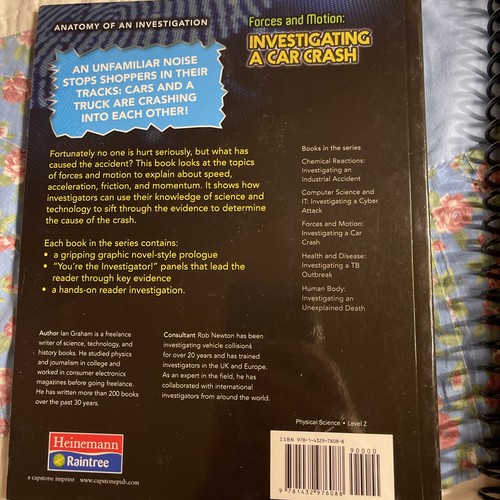 ANATOMY OF AN INVESTIGATION
Forces and Motion:
INVESTIGATING
A CAR CRASH
AN UNFAMILIAR NOISE
STOPS SHOPPERS IN THEIR
TRACKS: CARS AND A
TRUCK ARE CRASHING
INTO EACH OTHER!
Fortunately no one is hurt seriously, but what has
caused the accident? This book looks at the topics
of forces and motion to explain about speed,
acceleration, friction, and momentum. It shows how
investigators can use their knowledge of science and
technology to sift through the evidence to determine
the cause of the crash.
Each book in the series contains:
• a gripping graphic novel-style prologue
• "You're the Investigator!" panels that lead the
reader through key evidence
• a hands-on reader investigation.
Books in the series
Chemical Reactions:
Investigating an
Industrial Accident
Computer Science and
IT: Investigating a Cyber
Attack
Forces and Motion:
Investigating a Car
Crash
Health and Disease:
Investigating a TB
Outbreak
Human Body:
Investigating an
Unexplained Death
Author Ian Graham is a freelance
writer of science, technology, and
history books. He studied physics
and journalism in college and
worked in consumer electronics
magazines before going freelance.
He has written more than 200 books
over the past 30 years.
Consultant Rob Newton has been
investigating vehicle collisions
for over 20 years and has trained
investigators in the UK and Europe.
As an expert in the field, he has
collaborated with international
investigators from around the world.
Physical Science • Level Z
Heinemann
Raintree
a capstone imprint www.capstonepub.com
ISBN 978-1-4329-7608-8
90000
9 781432 976088